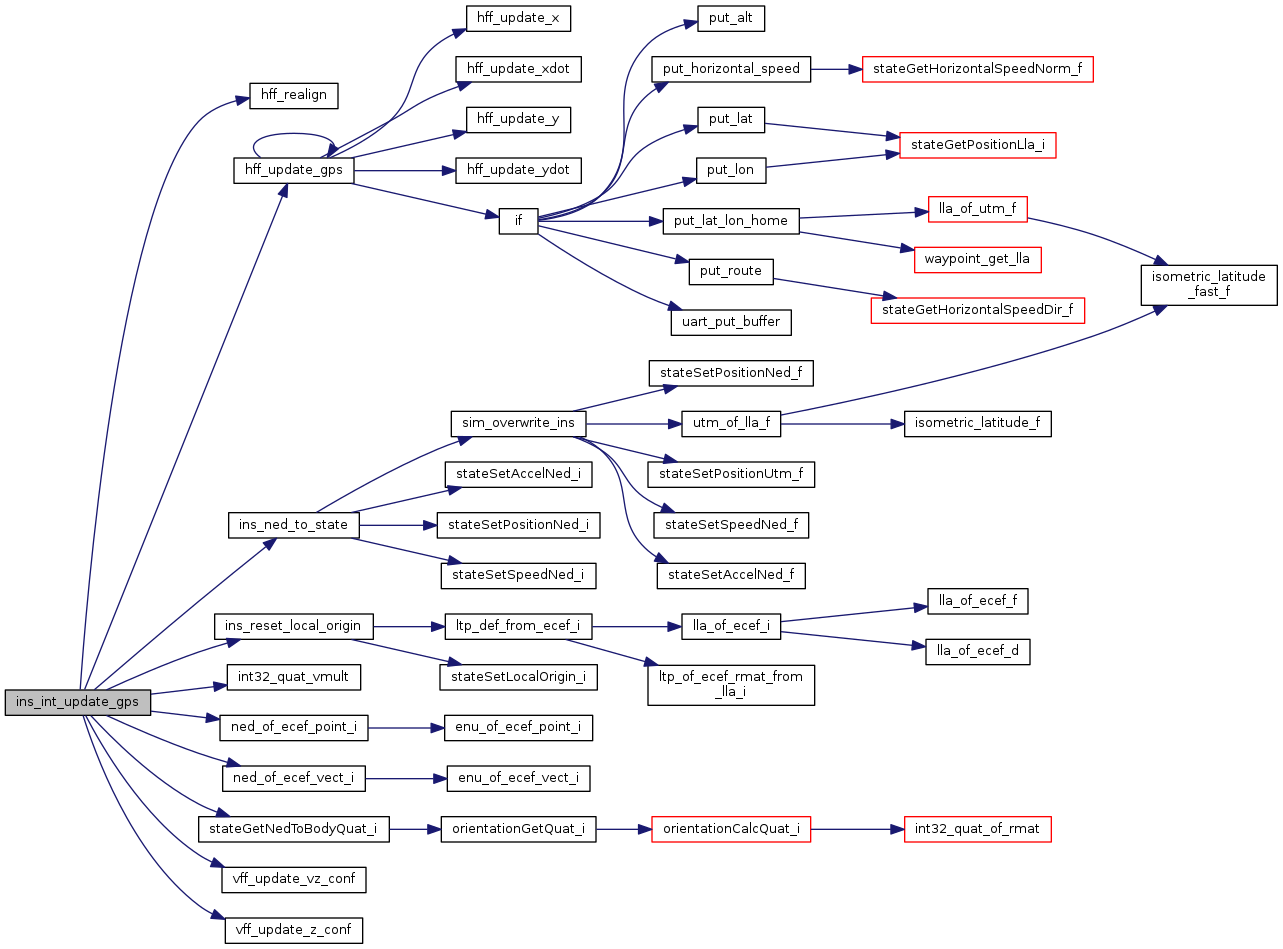 hff_update_x
put_alt
hff_update_xdot
put_horizontal_speed
stateGetHorizontalSpeedNorm_f
hff_realign
hff_update_y
put_lat
stateGetPositionLla_i
hff_update_gps
hff_update_ydot
put_lon
if
put_lat_lon_home
lla_of_utm_f
waypoint_get_lla
put_route
isometric_latitude
_fast_f
stateGetHorizontalSpeedDir_f
uart_put_buffer
stateSetPositionNed_f
sim_overwrite_ins
utm_of_lla_f
isometric_latitude_f
stateSetAccelNed_i
stateSetPositionUtm_f
ins_ned_to_state
stateSetPositionNed_i
stateSetSpeedNed_f
stateSetSpeedNed_i
stateSetAccelNed_f
ins_reset_local_origin
ltp_def_from_ecef_i
lla_of_ecef_i
lla_of_ecef_f
lla_of_ecef_d
int32_quat_vmult
stateSetLocalOrigin_i
ltp_of_ecef_rmat_from
_lla_i
ins_int_update_gps
ned_of_ecef_point_i
enu_of_ecef_point_i
ned_of_ecef_vect_i
enu_of_ecef_vect_i
stateGetNedToBodyQuat_i
orientationGetQuat_i
orientationCalcQuat_i
int32_quat_of_rmat
vff_update_vz_conf
vff_update_z_conf